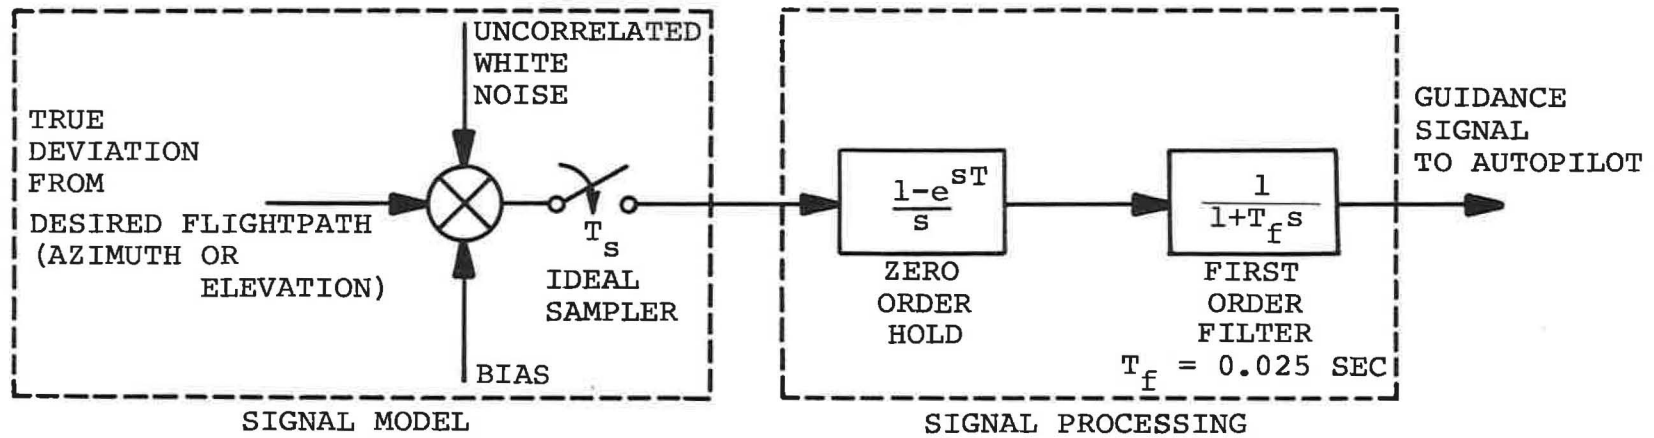 UNCORRELATED
WHITE
NOISE
TRUE
DEVIATION
FROM
DESIRED FLIGHTPATH
(AZIMUTH OR
ELEVATION)
T_s
IDEAL
SAMPLER
BIAS
SIGNAL MODEL
1-e^{sT}
s
ZERO
ORDER
HOLD
1
1+T_f s
FIRST
ORDER
FILTER
T_f = 0.025 SEC
SIGNAL PROCESSING
GUIDANCE
SIGNAL
TO AUTOPILOT